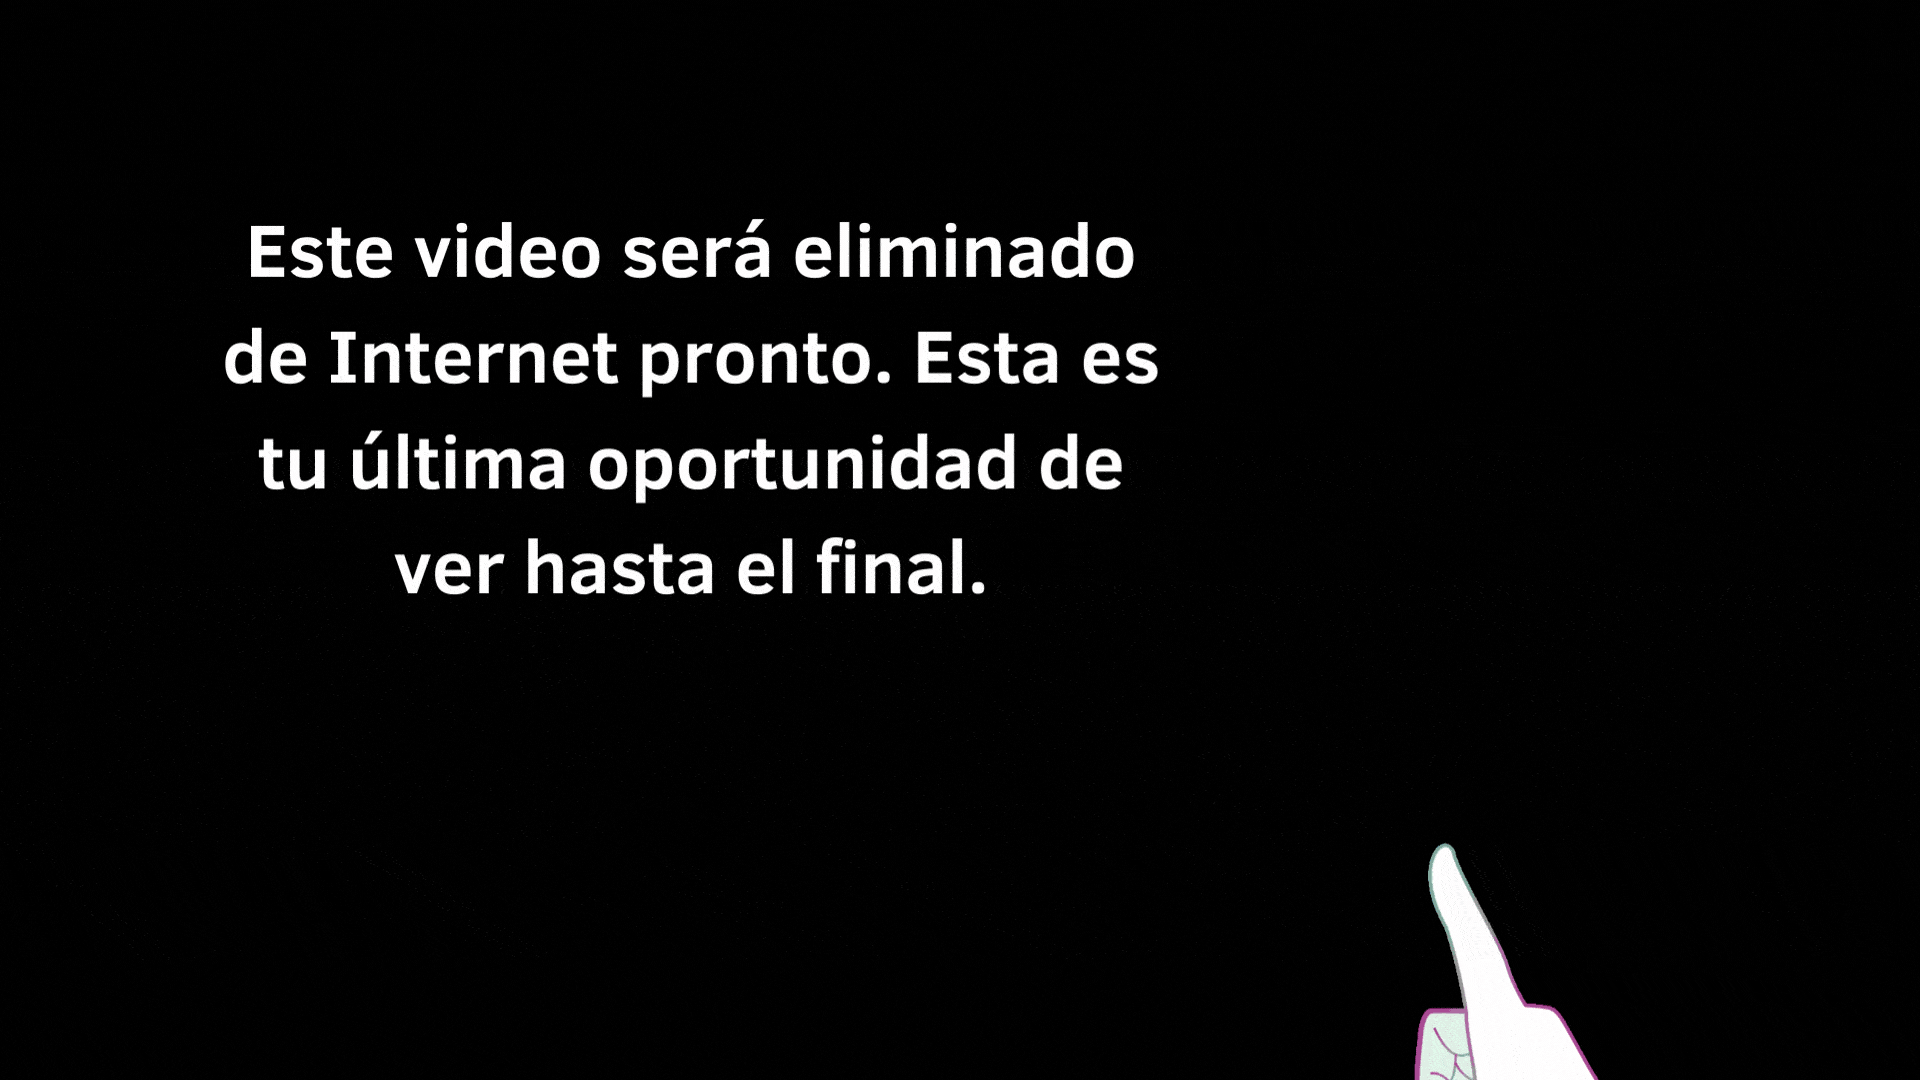 Este video será eliminado
de Internet pronto. Esta es
tu última oportunidad de
ver hasta el final.